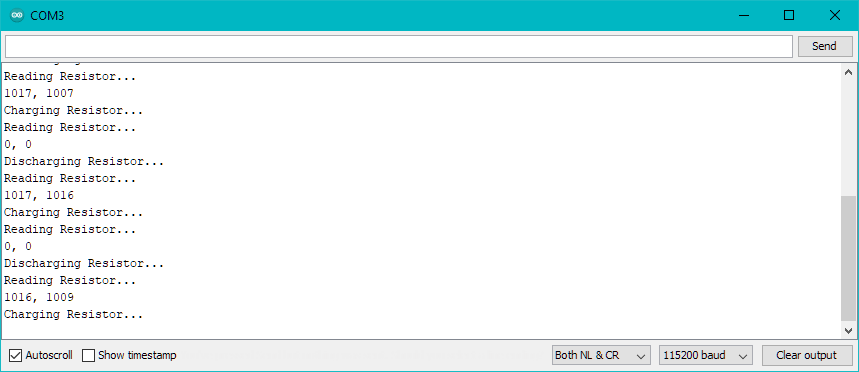 COM3
Send
Reading Resistor...
1017, 1007
Charging Resistor...
Reading Resistor...
0, 0
Discharging Resistor...
Reading Resistor...
1017, 1016
Charging Resistor...
Reading Resistor...
0, 0
Discharging Resistor...
Reading Resistor...
1016, 1009
Charging Resistor...
Autoscroll Show timestamp Both NL & CR 115200 baud Clear output